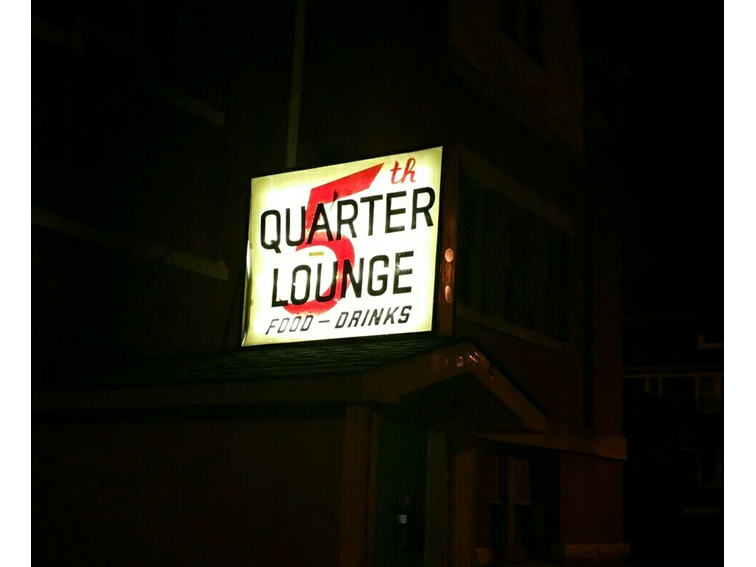 5th
QUARTER
LOUNGE
FOOD - DRINKS